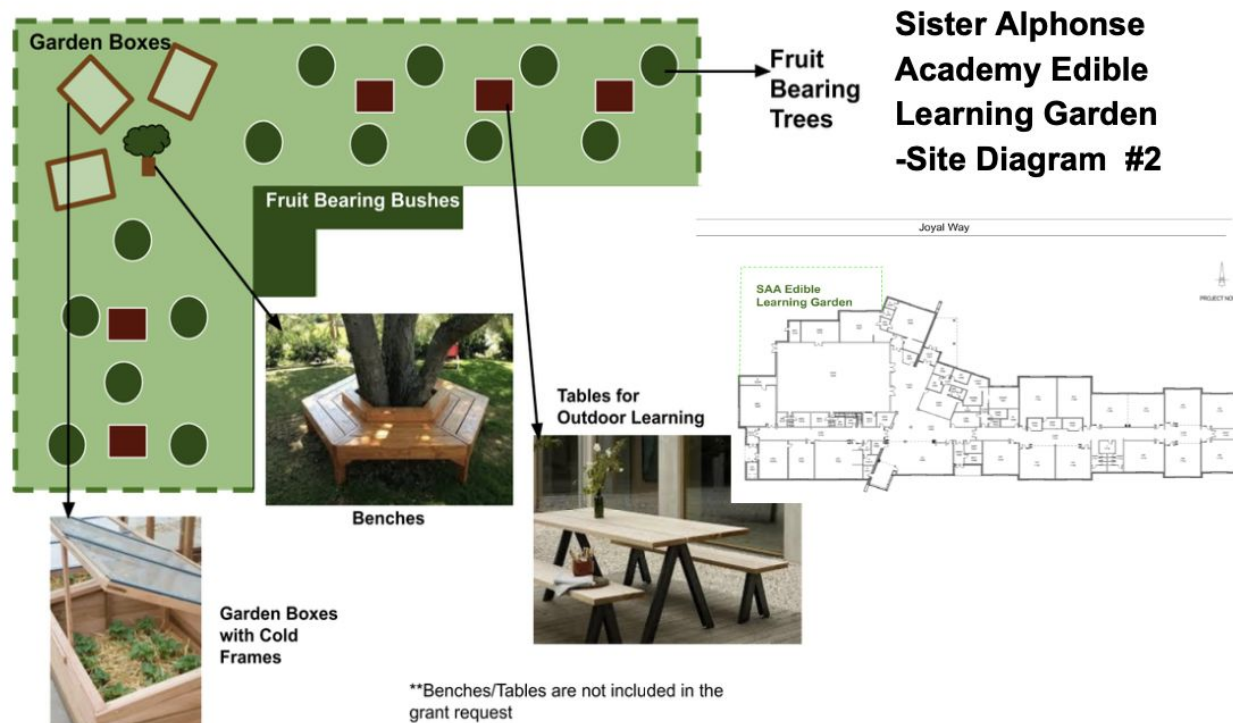 Sister Alphonse
Academy Edible
Learning Garden
-Site Diagram  #2
Garden Boxes
Fruit
Bearing
Trees
Fruit Bearing Bushes
Joyal Way
SAA Edible
Learning Garden
Benches
Tables for
Outdoor Learning
Garden Boxes
with Cold
Frames
**Benches/Tables are not included in the
grant request